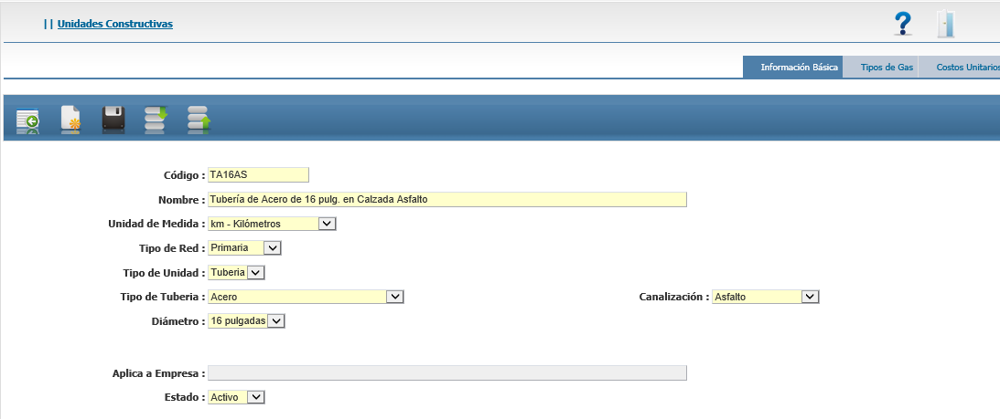 || Unidades Constructivas
Información Básica Tipos de Gas Costos Unitarios
Código : TA16AS
Nombre : Tubería de Acero de 16 pulg. en Calzada Asfalto
Unidad de Medida : km - Kilómetros
Tipo de Red : Primaria
Tipo de Unidad : Tuberia
Tipo de Tuberia : Acero Canalización : Asfalto
Diámetro : 16 pulgadas
Aplica a Empresa :
Estado : Activo